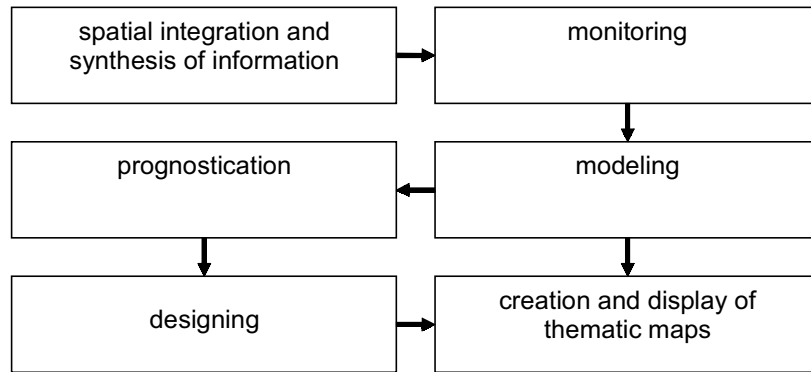 spatial integration and
synthesis of information
monitoring
prognostication
modeling
designing
creation and display of
thematic maps